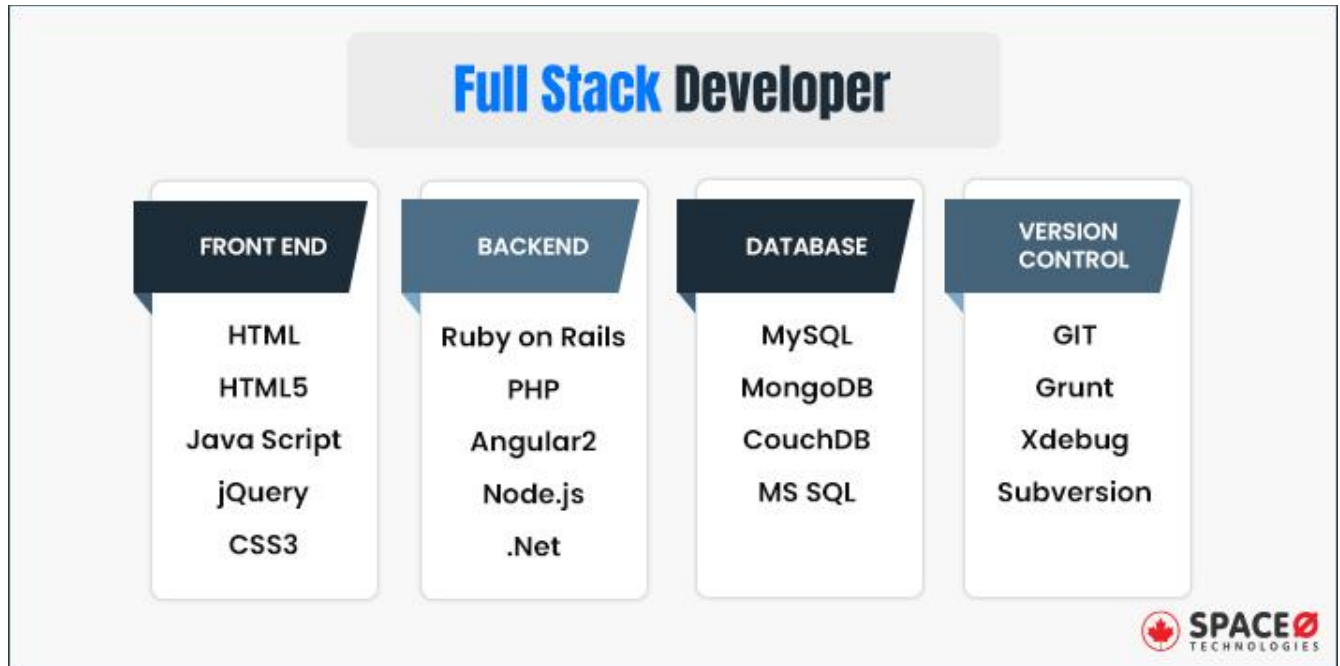 Full Stack Developer
FRONT END
HTML
HTML5
Java Script
jQuery
CSS3
BACKEND
Ruby on Rails
PHP
Angular2
Node.js
.Net
DATABASE
MySQL
MongoDB
CouchDB
MS SQL
VERSION
CONTROL
GIT
Grunt
Xdebug
Subversion
SPACEØ
TECHNOLOGIES